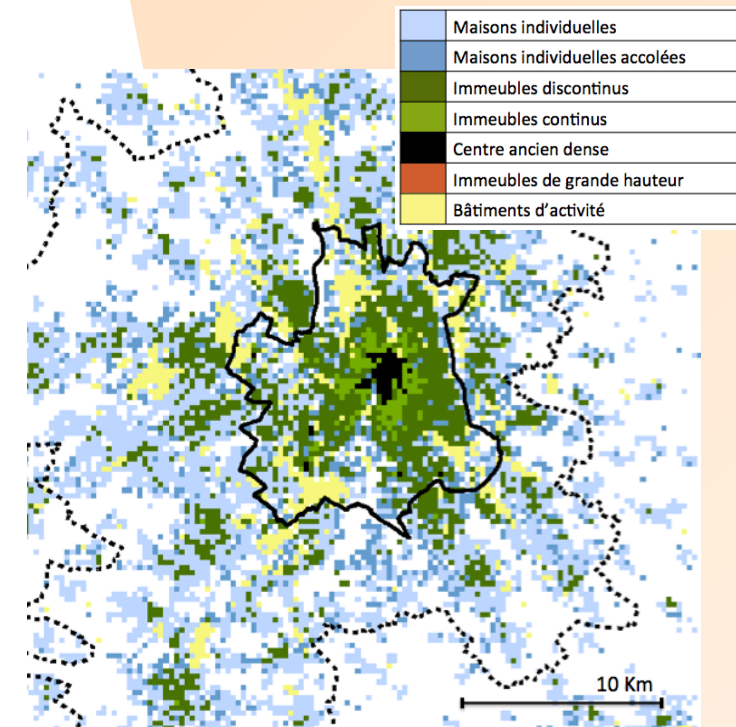 Maisons individuelles
Maisons individuelles accolées
Immeubles discontinus
Immeubles continus
Centre ancien dense
Immeubles de grande hauteur
Bâtiments d'activité
10 Km